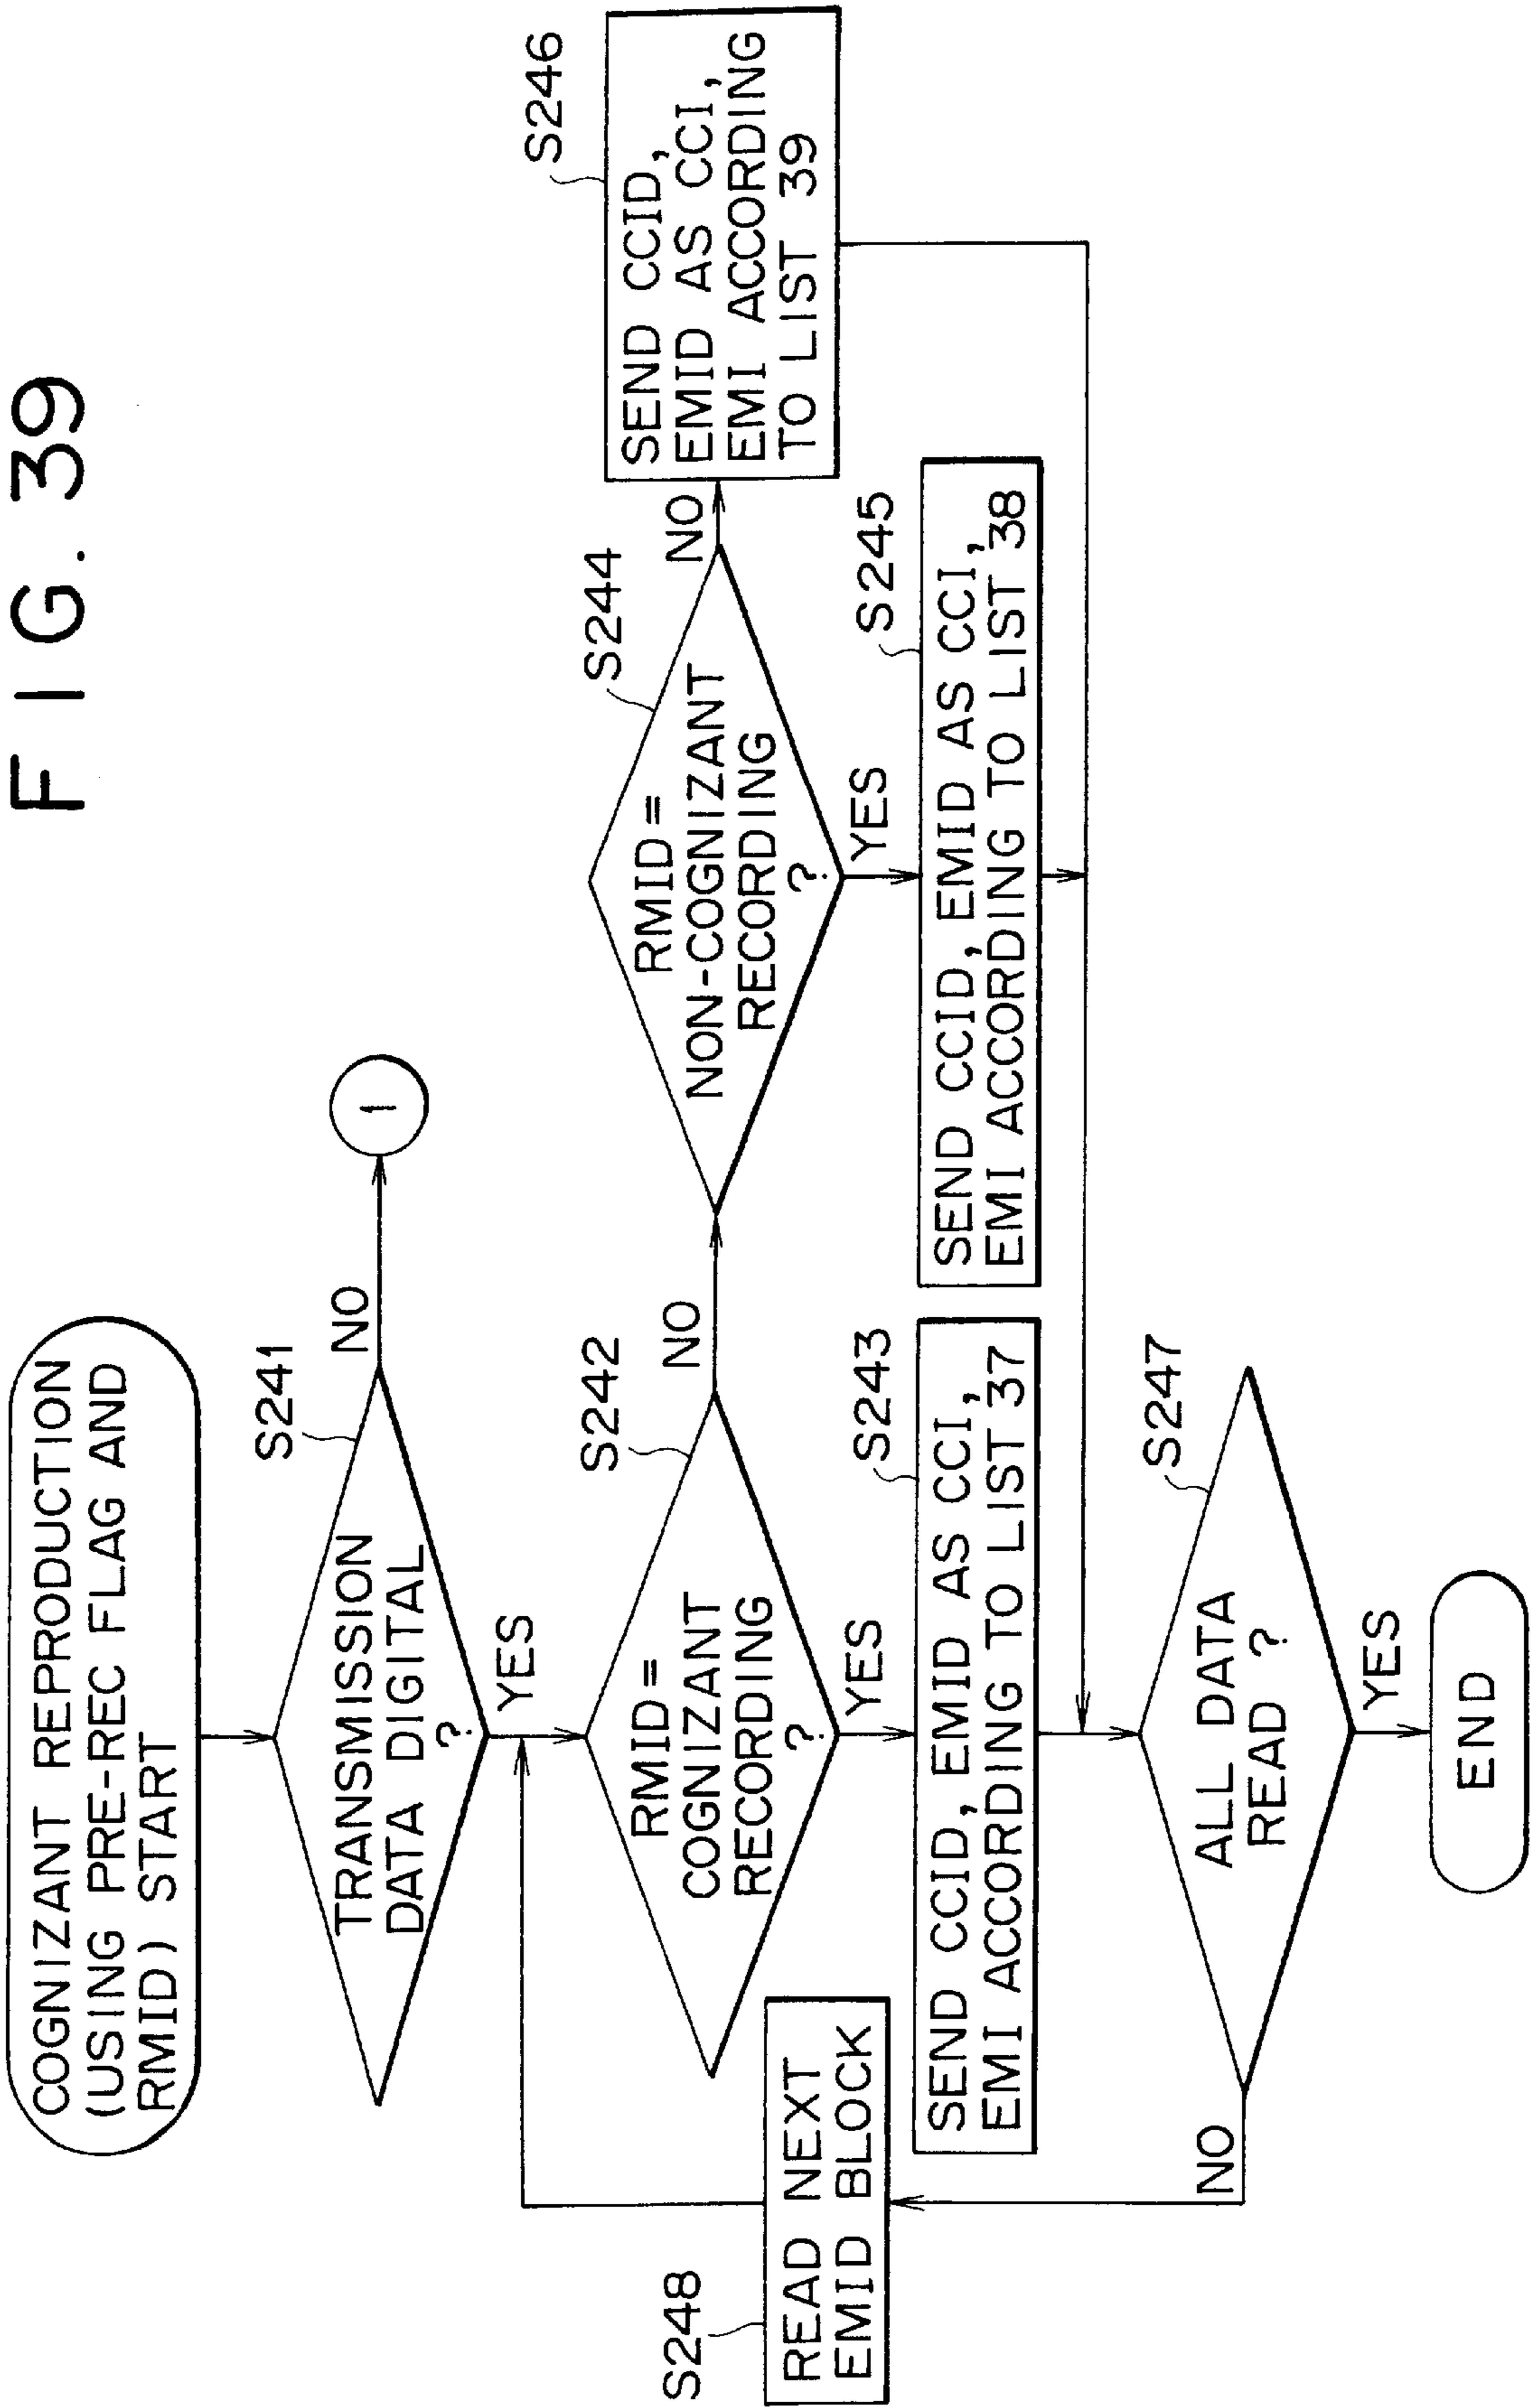 FIG. 39
COGNIZANT REPRODUCTION
(USING PRE-REC FLAG AND
RMID) START
S241
TRANSMISSION
DATA DIGITAL
?
NO
1
YES
S242
RMID=
COGNIZANT
RECORDING
?
NO
YES
S244
RMID=
NON-COGNIZANT
RECORDING
?
NO
YES
S246
SEND CCID,
EMID AS CCI,
EMI ACCORDING
TO LIST 39
S243
SEND CCID, EMID AS CCI,
EMI ACCORDING TO LIST 37
S245
SEND CCID, EMID AS CCI,
EMI ACCORDING TO LIST 38
S248
READ NEXT
EMID BLOCK
S247
ALL DATA
READ ?
NO
YES
END